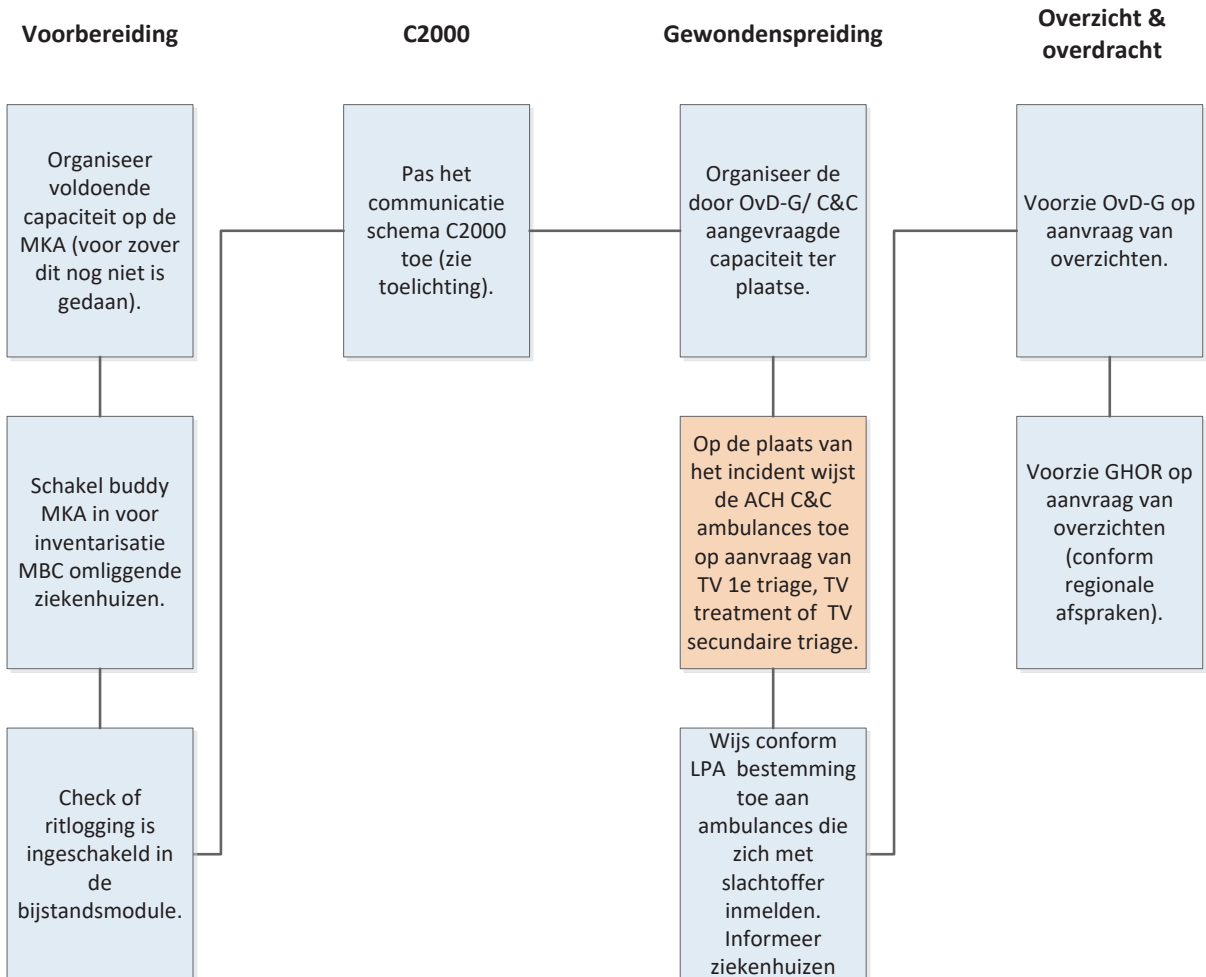 Voorbereiding
Organiseer
voldoende
capaciteit op de
MKA (voor zover
dit nog niet is
gedaan).
Schakel buddy
MKA in voor
inventarisatie
MBC omliggende
ziekenhuizen.
Check of
ritlogging is
ingeschakeld in
de
bijstandsmodule.
C2000
Pas het
communicatie
schema C2000
toe (zie
toelichting).
Gewondenspreiding
Organiseer de
door OvD-G/ C&C
aangevraagde
capaciteit ter
plaatse.
Op de plaats van
het incident wijst
de ACH C&C
ambulances toe
op aanvraag van
TV 1e triage, TV
treatment of TV
secundaire triage.
Wijs conform
LPA bestemming
toe aan
ambulances die
zich met
slachtoffer
inmelden.
Informeer
ziekenhuizen
Overzicht &
overdracht
Voorzie OvD-G op
aanvraag van
overzichten.
Voorzie GHOR op
aanvraag van
overzichten
(conform
regionale
afspraken).